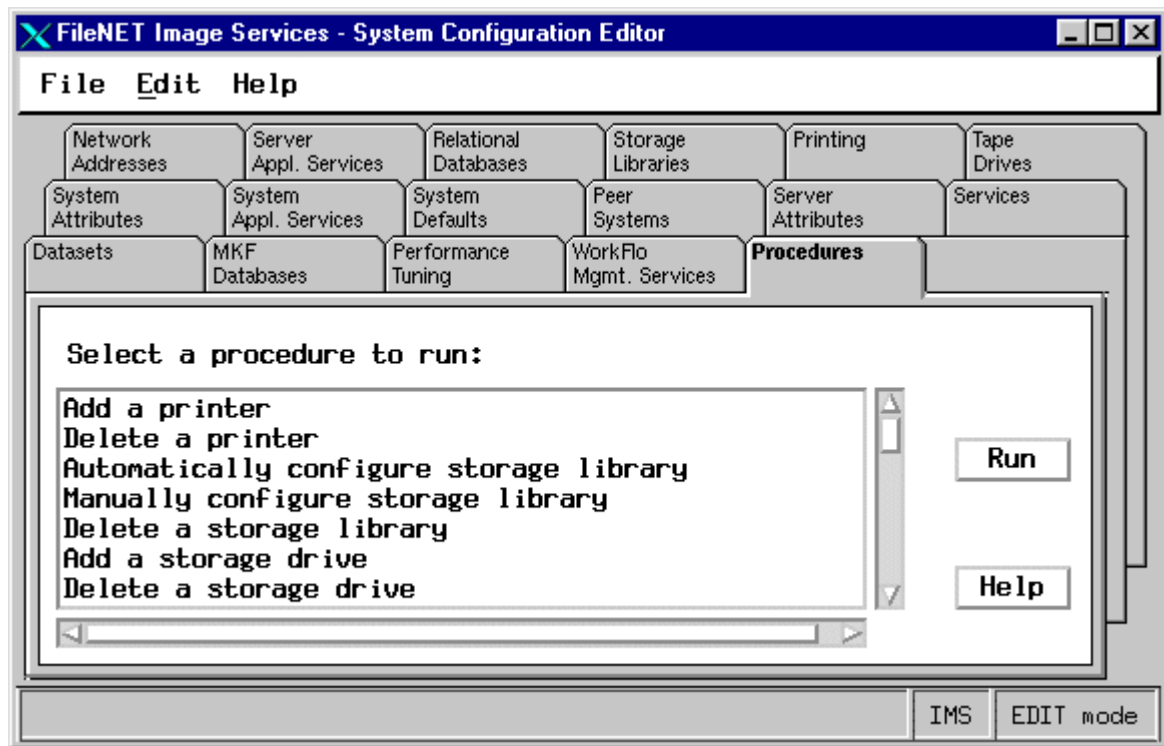 FileNET Image Services - System Configuration Editor
File Edit Help
Network Addresses
Server Appl. Services
Relational Databases
Storage Libraries
Printing
Tape Drives
System Attributes
System Appl. Services
System Defaults
Peer Systems
Server Attributes
Services
Datasets
MKF Databases
Performance Tuning
WorkFlo Mgmt. Services
Procedures
Select a procedure to run:
Add a printer
Delete a printer
Automatically configure storage library
Manually configure storage library
Delete a storage library
Add a storage drive
Delete a storage drive
Run
Help
IMS
EDIT mode